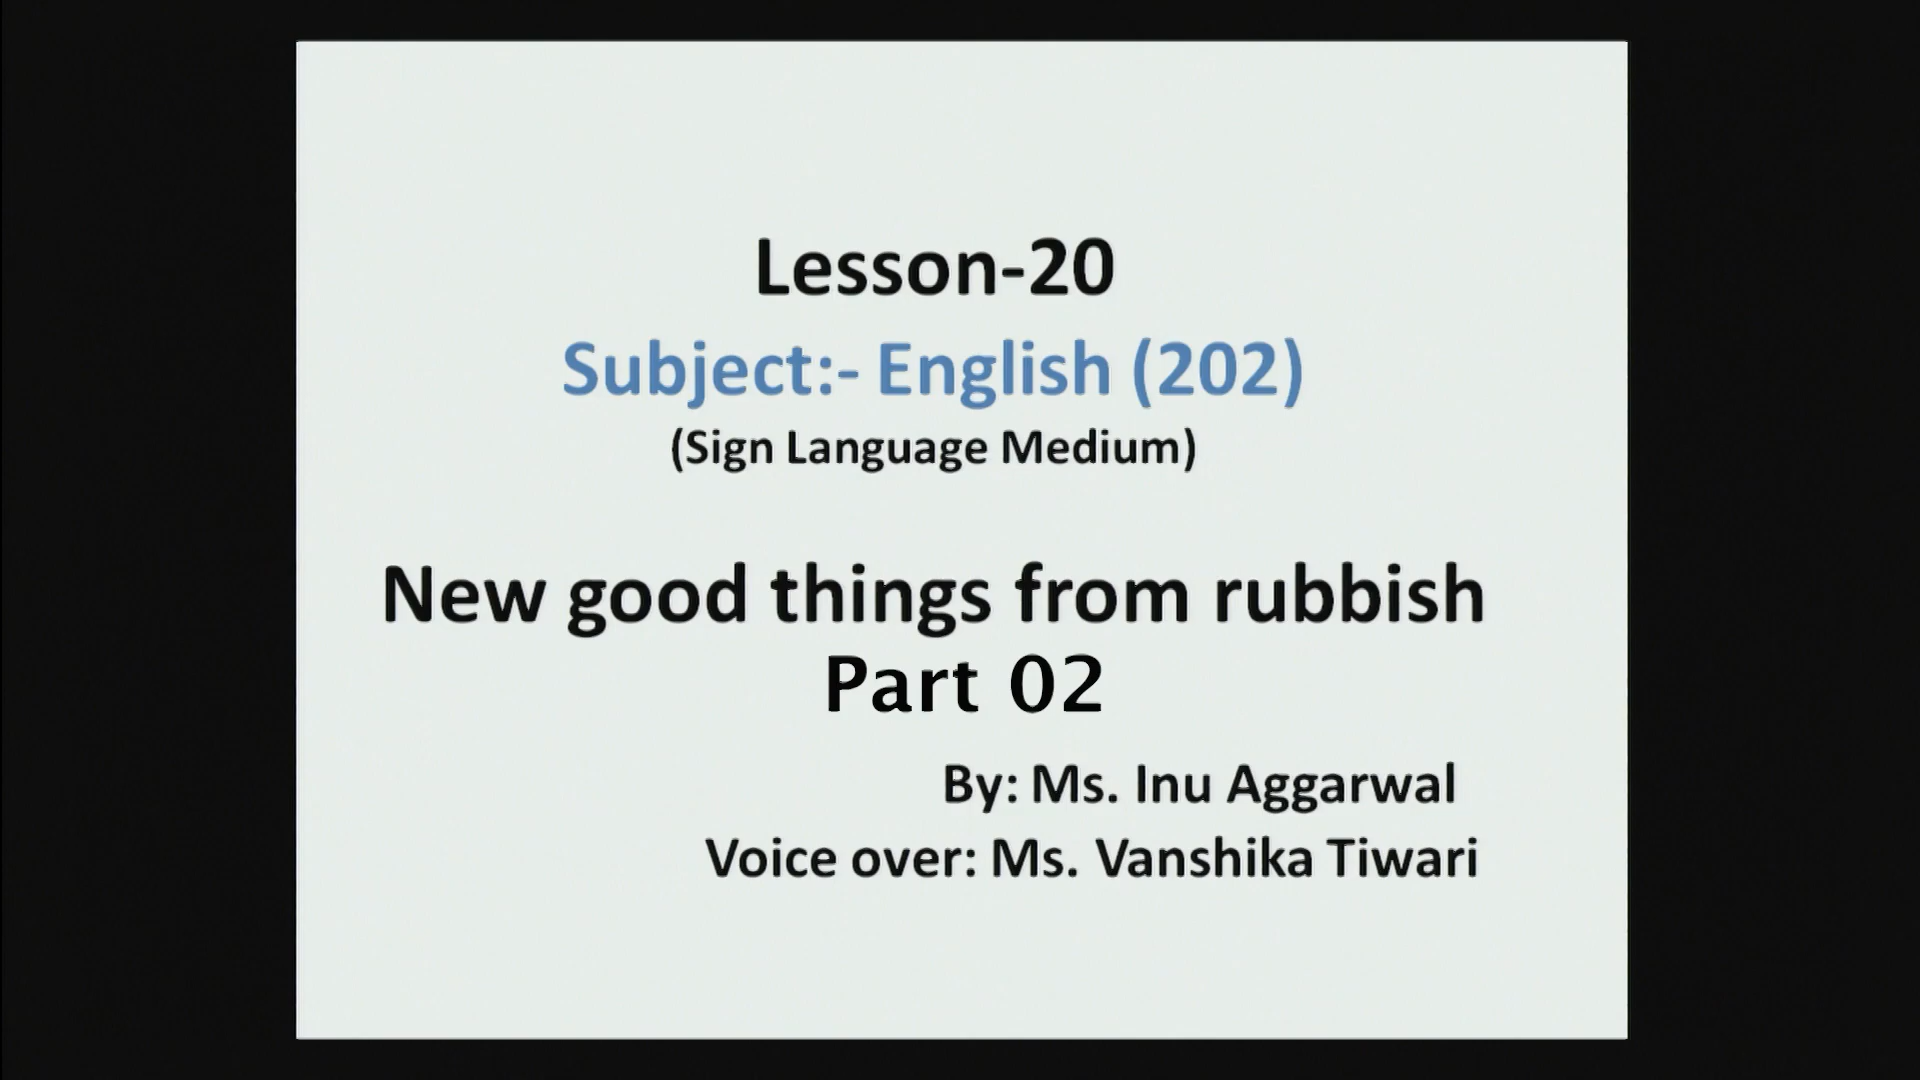 Lesson-20
Subject:- English (202)
(Sign Language Medium)
New good things from rubbish
Part 02
By: Ms. Inu Aggarwal
Voice over: Ms. Vanshika Tiwari